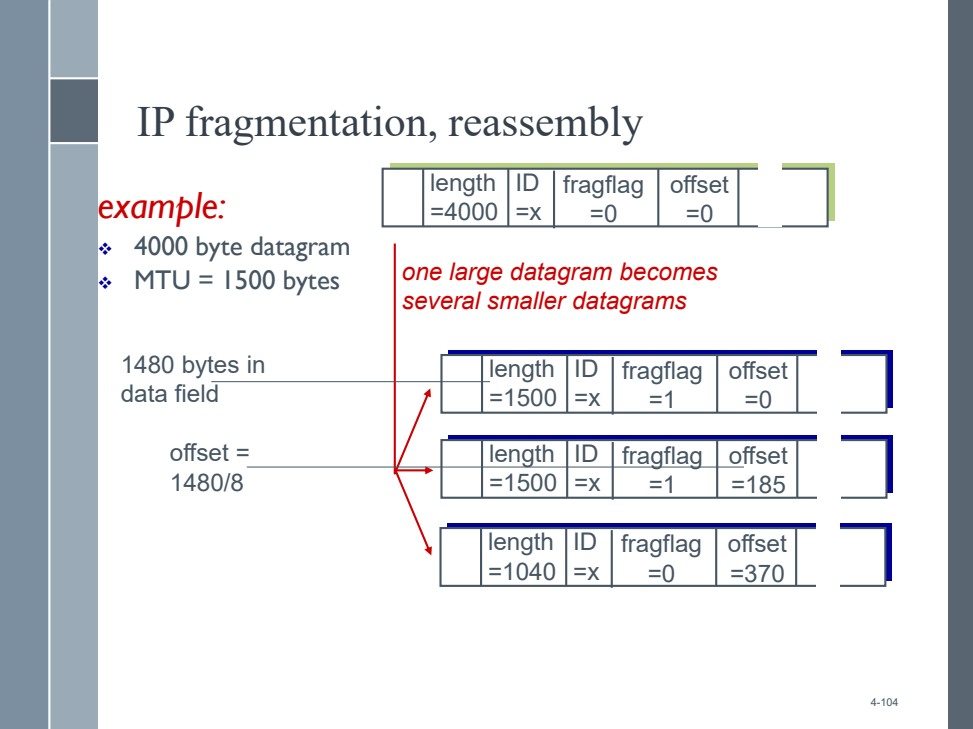 IP fragmentation, reassembly
example:
4000 byte datagram
MTU = 1500 bytes
length ID fragflag offset
=4000 =x =0 =0
one large datagram becomes
several smaller datagrams
1480 bytes in
data field
length ID fragflag offset
=1500 =x =1 =0
offset =
1480/8
length ID fragflag offset
=1500 =x =1 =185
length ID fragflag offset
=1040 =x =0 =370
4-104